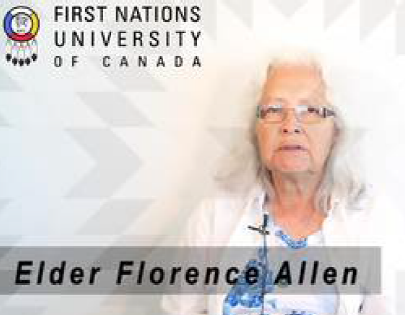 FIRST NATIONS
UNIVERSITY
OF CANADA
Elder Florence Allen